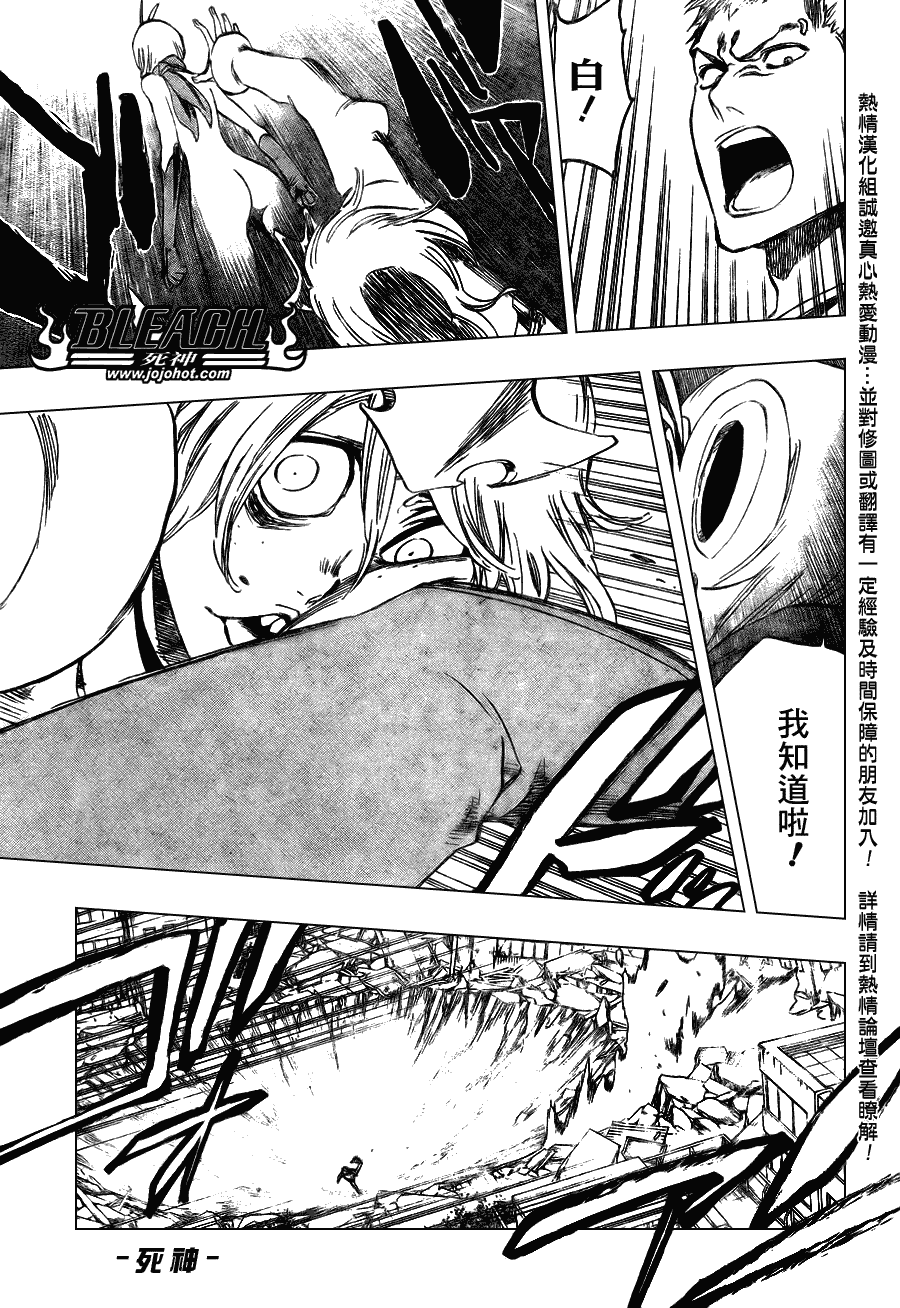 白！
我知道啦！
BLEACH
死神
www.jojohot.com
熱情漢化組誠邀真心熱愛動漫…並對修圖或翻譯有一定經驗及時間保障的朋友加入！ 詳情請到熱情論壇查看瞭解！
-死神-